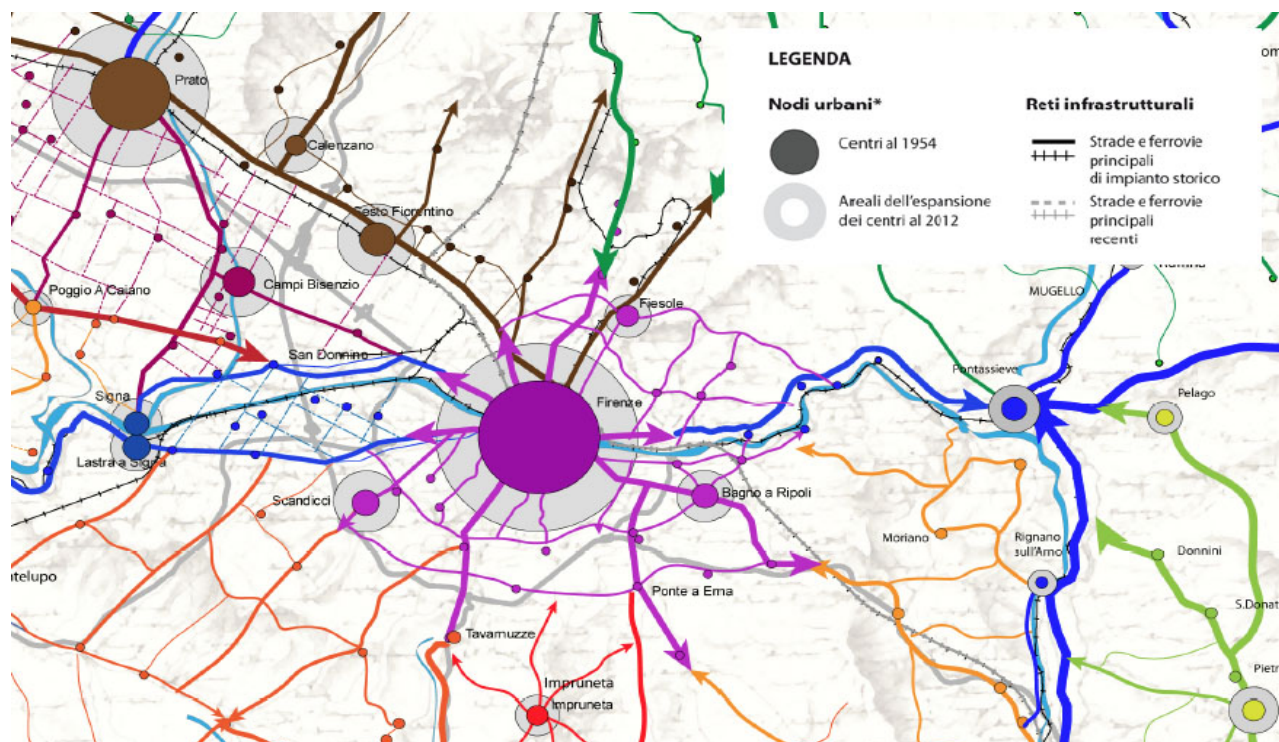 LEGENDA
Nodi urbani*
Centri al 1954
Areali dell'espansione
dei centri al 2012
Reti infrastrutturali
Strade e ferrovie
principali
di impianto storico
Strade e ferrovie
principali
recenti
Prato
Calenzano
Sesto Fiorentino
Campi Bisenzio
Poggio A Caiano
Fiesole
MUGELLO
San Donnino
Pontassieve
Signa
Firenze
Pelago
Lastra a Signa
Scandicci
Bagno a Ripoli
Moriano
Rignano
sull'Arno
Donnini
ntelupo
Ponte a Ema
S.Donat
Tavarnuzze
Impruneta
Impruneta
Pietr